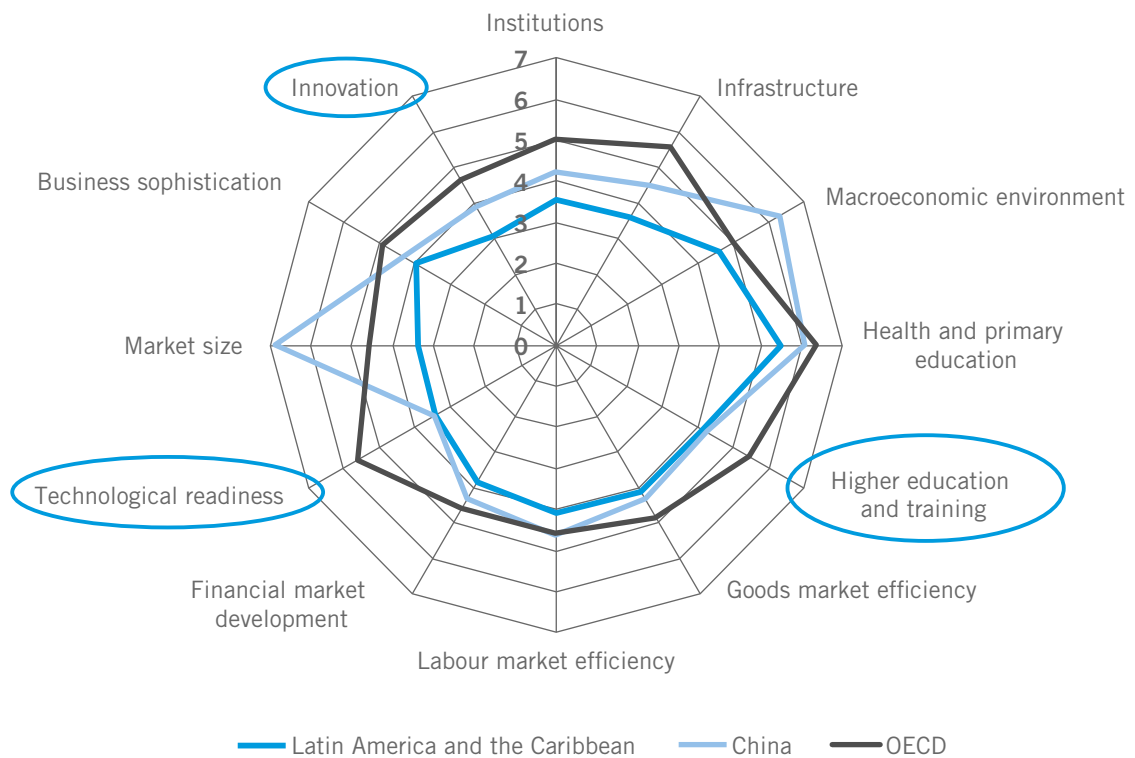 Institutions
7
Innovation
Infrastructure
6
5
Business sophistication
4
Macroeconomic environment
3
2
1
Market size
0
Health and primary
education
Technological readiness
Higher education
and training
Financial market
development
Goods market efficiency
Labour market efficiency
Latin America and the Caribbean
China
OECD